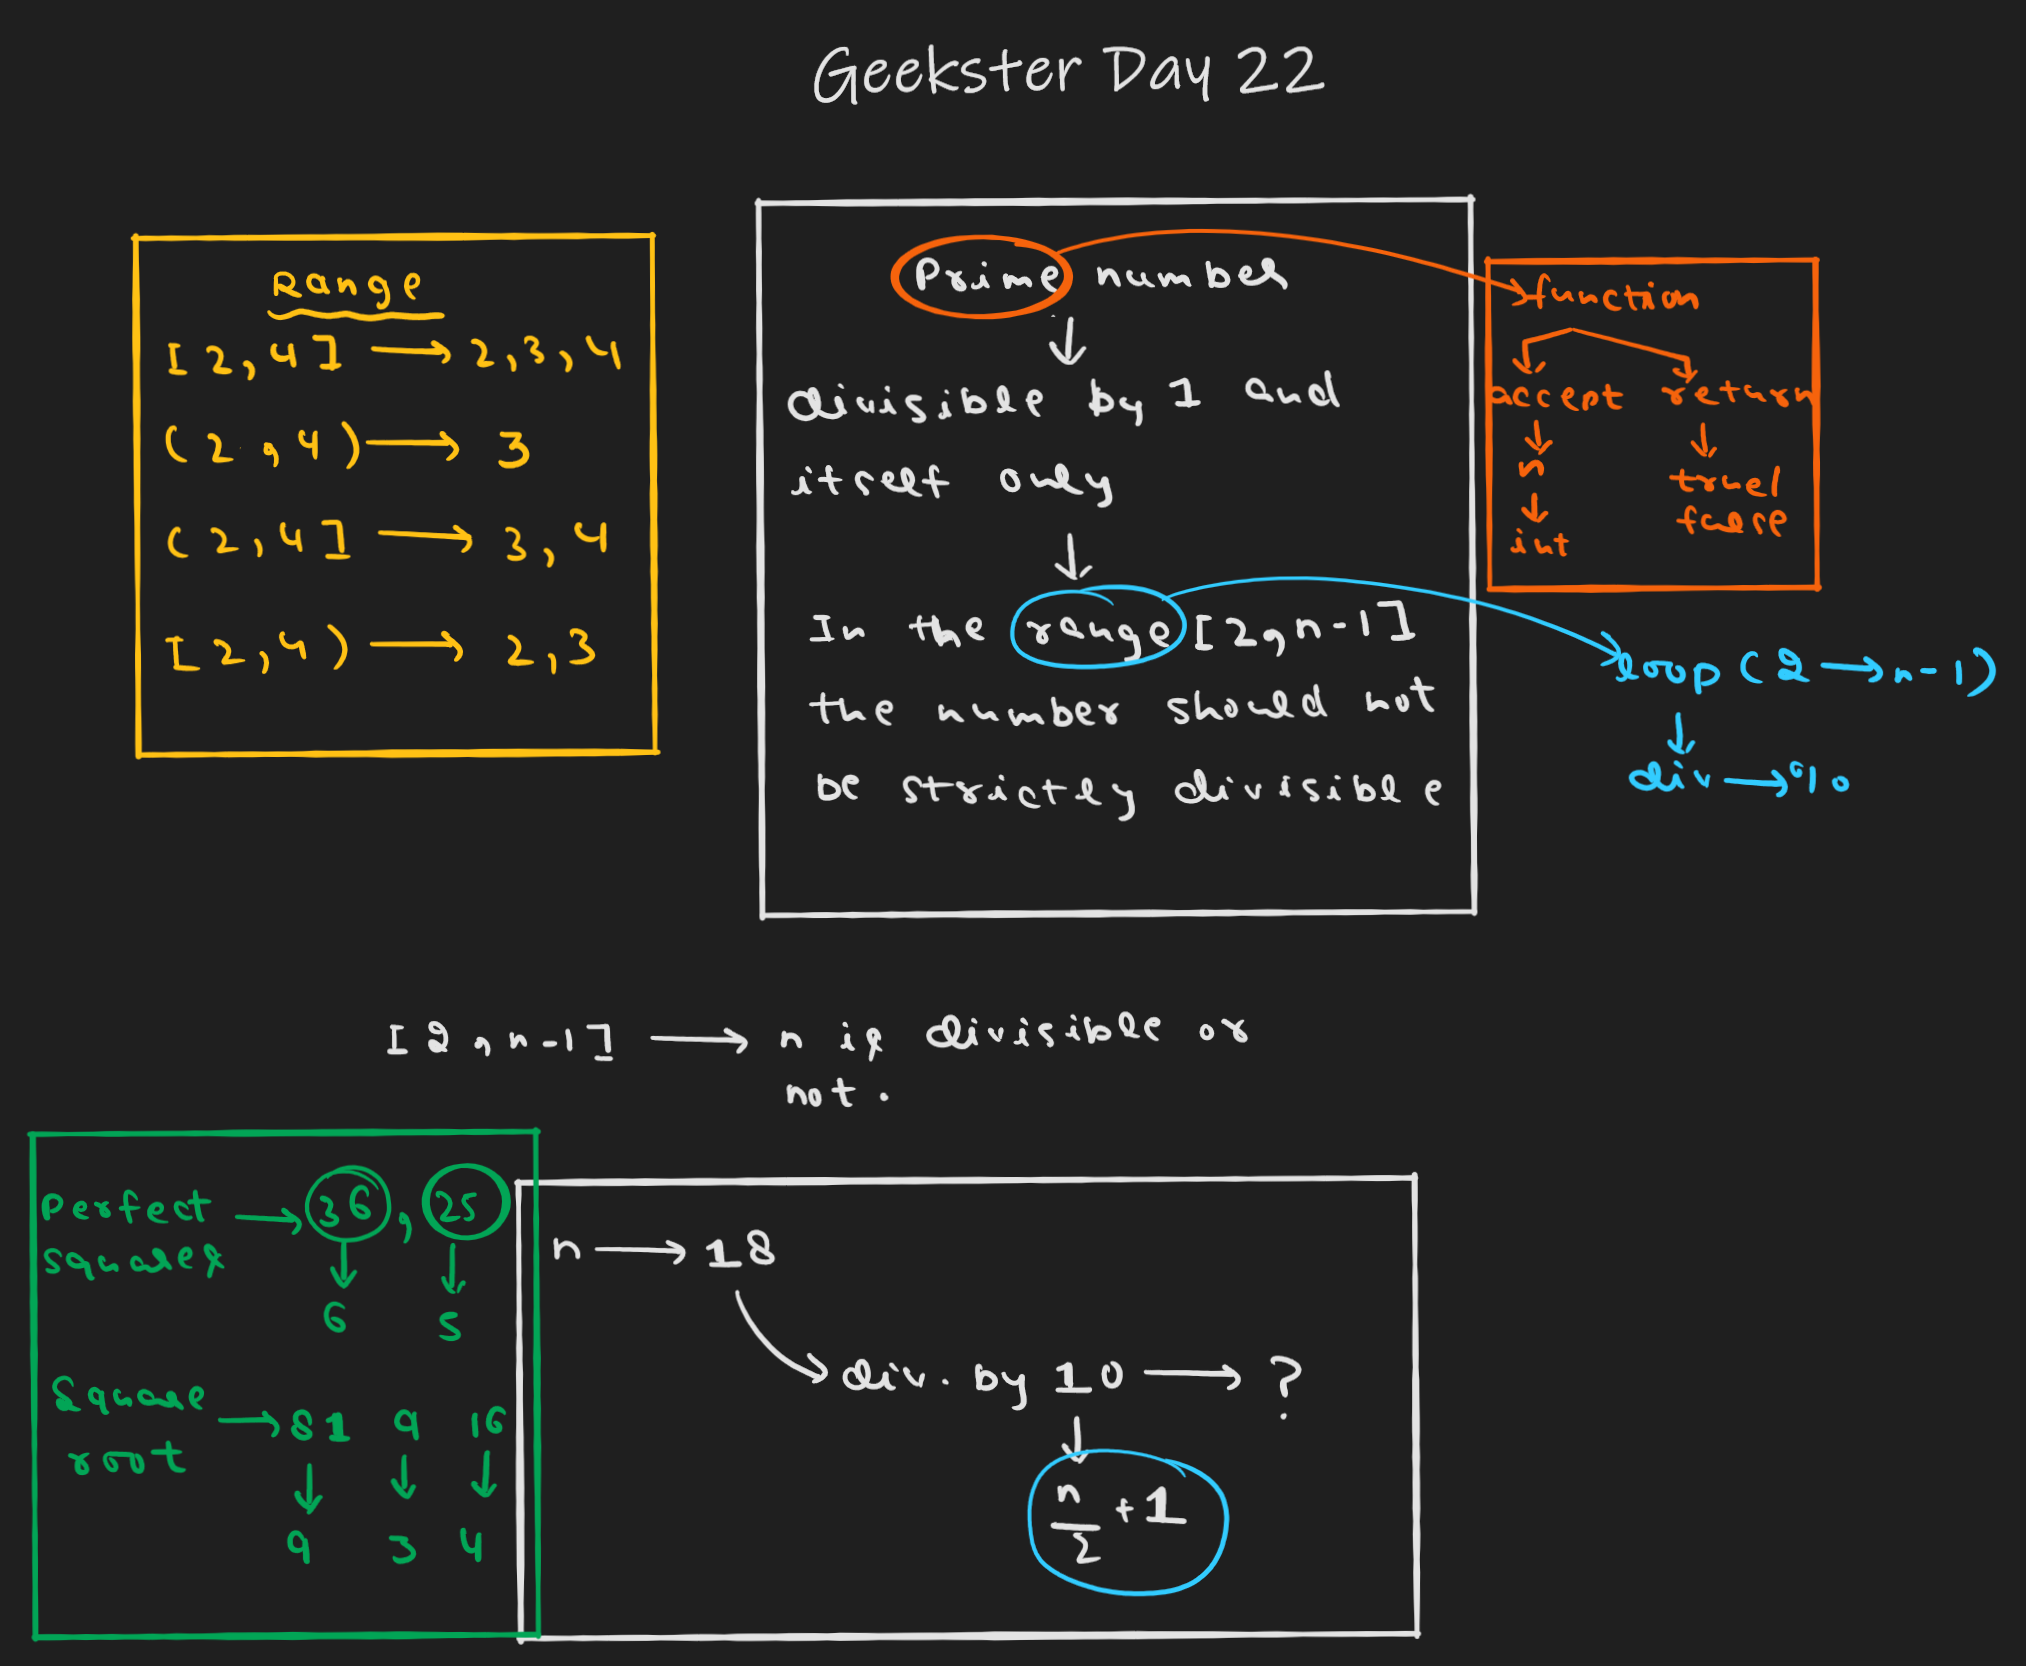 Geekster Day 22
Range
[2,4] → 2,3,4
(2,4) → 3
(2,4] → 3,4
[2,4) → 2,3
Prime number
↓
divisible by 1 and
itself only
↓
In the range [2,n-1]
the number should not
be strictly divisible
function
accept return
↓ ↓
n true/
↓ false
int
loop (2 → n-1)
↓
div → %
[2,n-1] → n is divisible or
not.
Perfect → 36, 25
squares
↓ ↓
6 5
Square → 81 9 16
root
↓ ↓ ↓
9 3 4
n → 18
div. by 10 → ?
↓
n/2 + 1